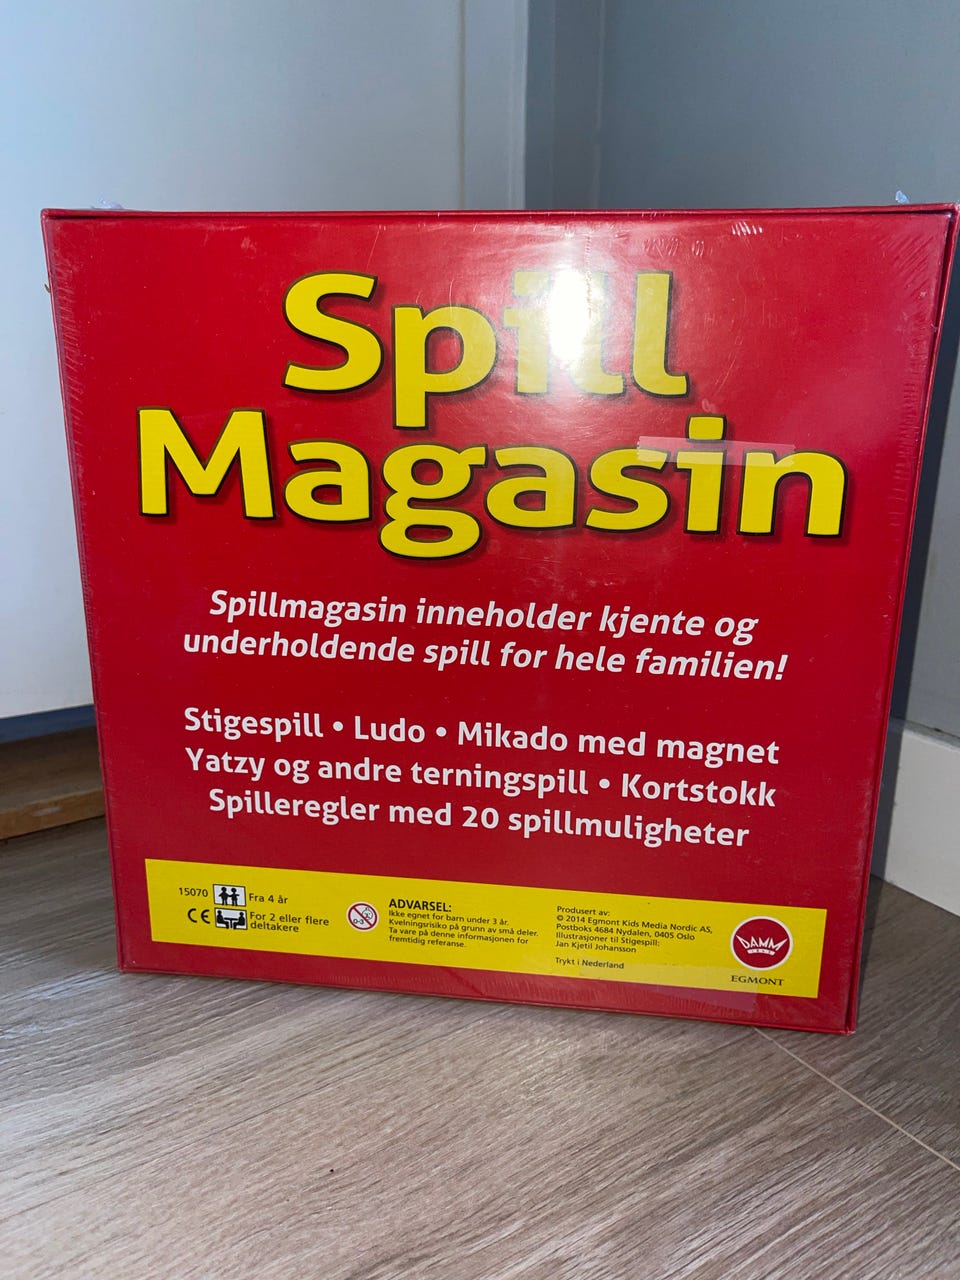 Spill
Magasin
Spillmagasin inneholder kjente og
underholdende spill for hele familien!
Stigespill • Ludo • Mikado med magnet
Yatzy og andre terningspill • Kortstokk
Spilleregler med 20 spillmuligheter
15070 Fra 4 år
CE For 2 eller flere
deltakere
0-3
ADVARSEL:
Ikke egnet for barn under 3 år.
Kvelningsrisiko på grunn av små deler.
Ta vare på denne informasjonen for
fremtidig referanse.
Produsert av:
© 2014 Egmont Kids Media Nordic AS,
Postboks 4684 Nydalen, 0405 Oslo
Illustrasjoner til Stigespill:
Jan Kjetil Johansson
Trykt i Nederland
DAMM
EGMONT